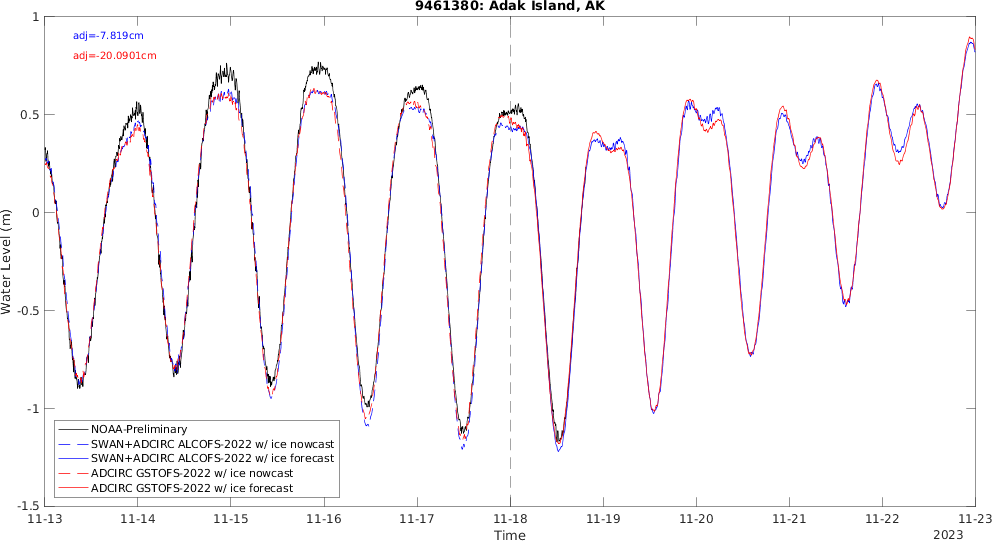 9461380: Adak Island, AK
adj=-7.819cm
adj=-20.0901cm
1
0.5
0
-0.5
-1
-1.5
Water Level (m)
NOAA-Preliminary
SWAN+ADCIRC ALCOFS-2022 w/ ice nowcast
SWAN+ADCIRC ALCOFS-2022 w/ ice forecast
ADCIRC GSTOFS-2022 w/ ice nowcast
ADCIRC GSTOFS-2022 w/ ice forecast
11-13 11-14 11-15 11-16 11-17 11-18 11-19 11-20 11-21 11-22 11-23
Time
2023